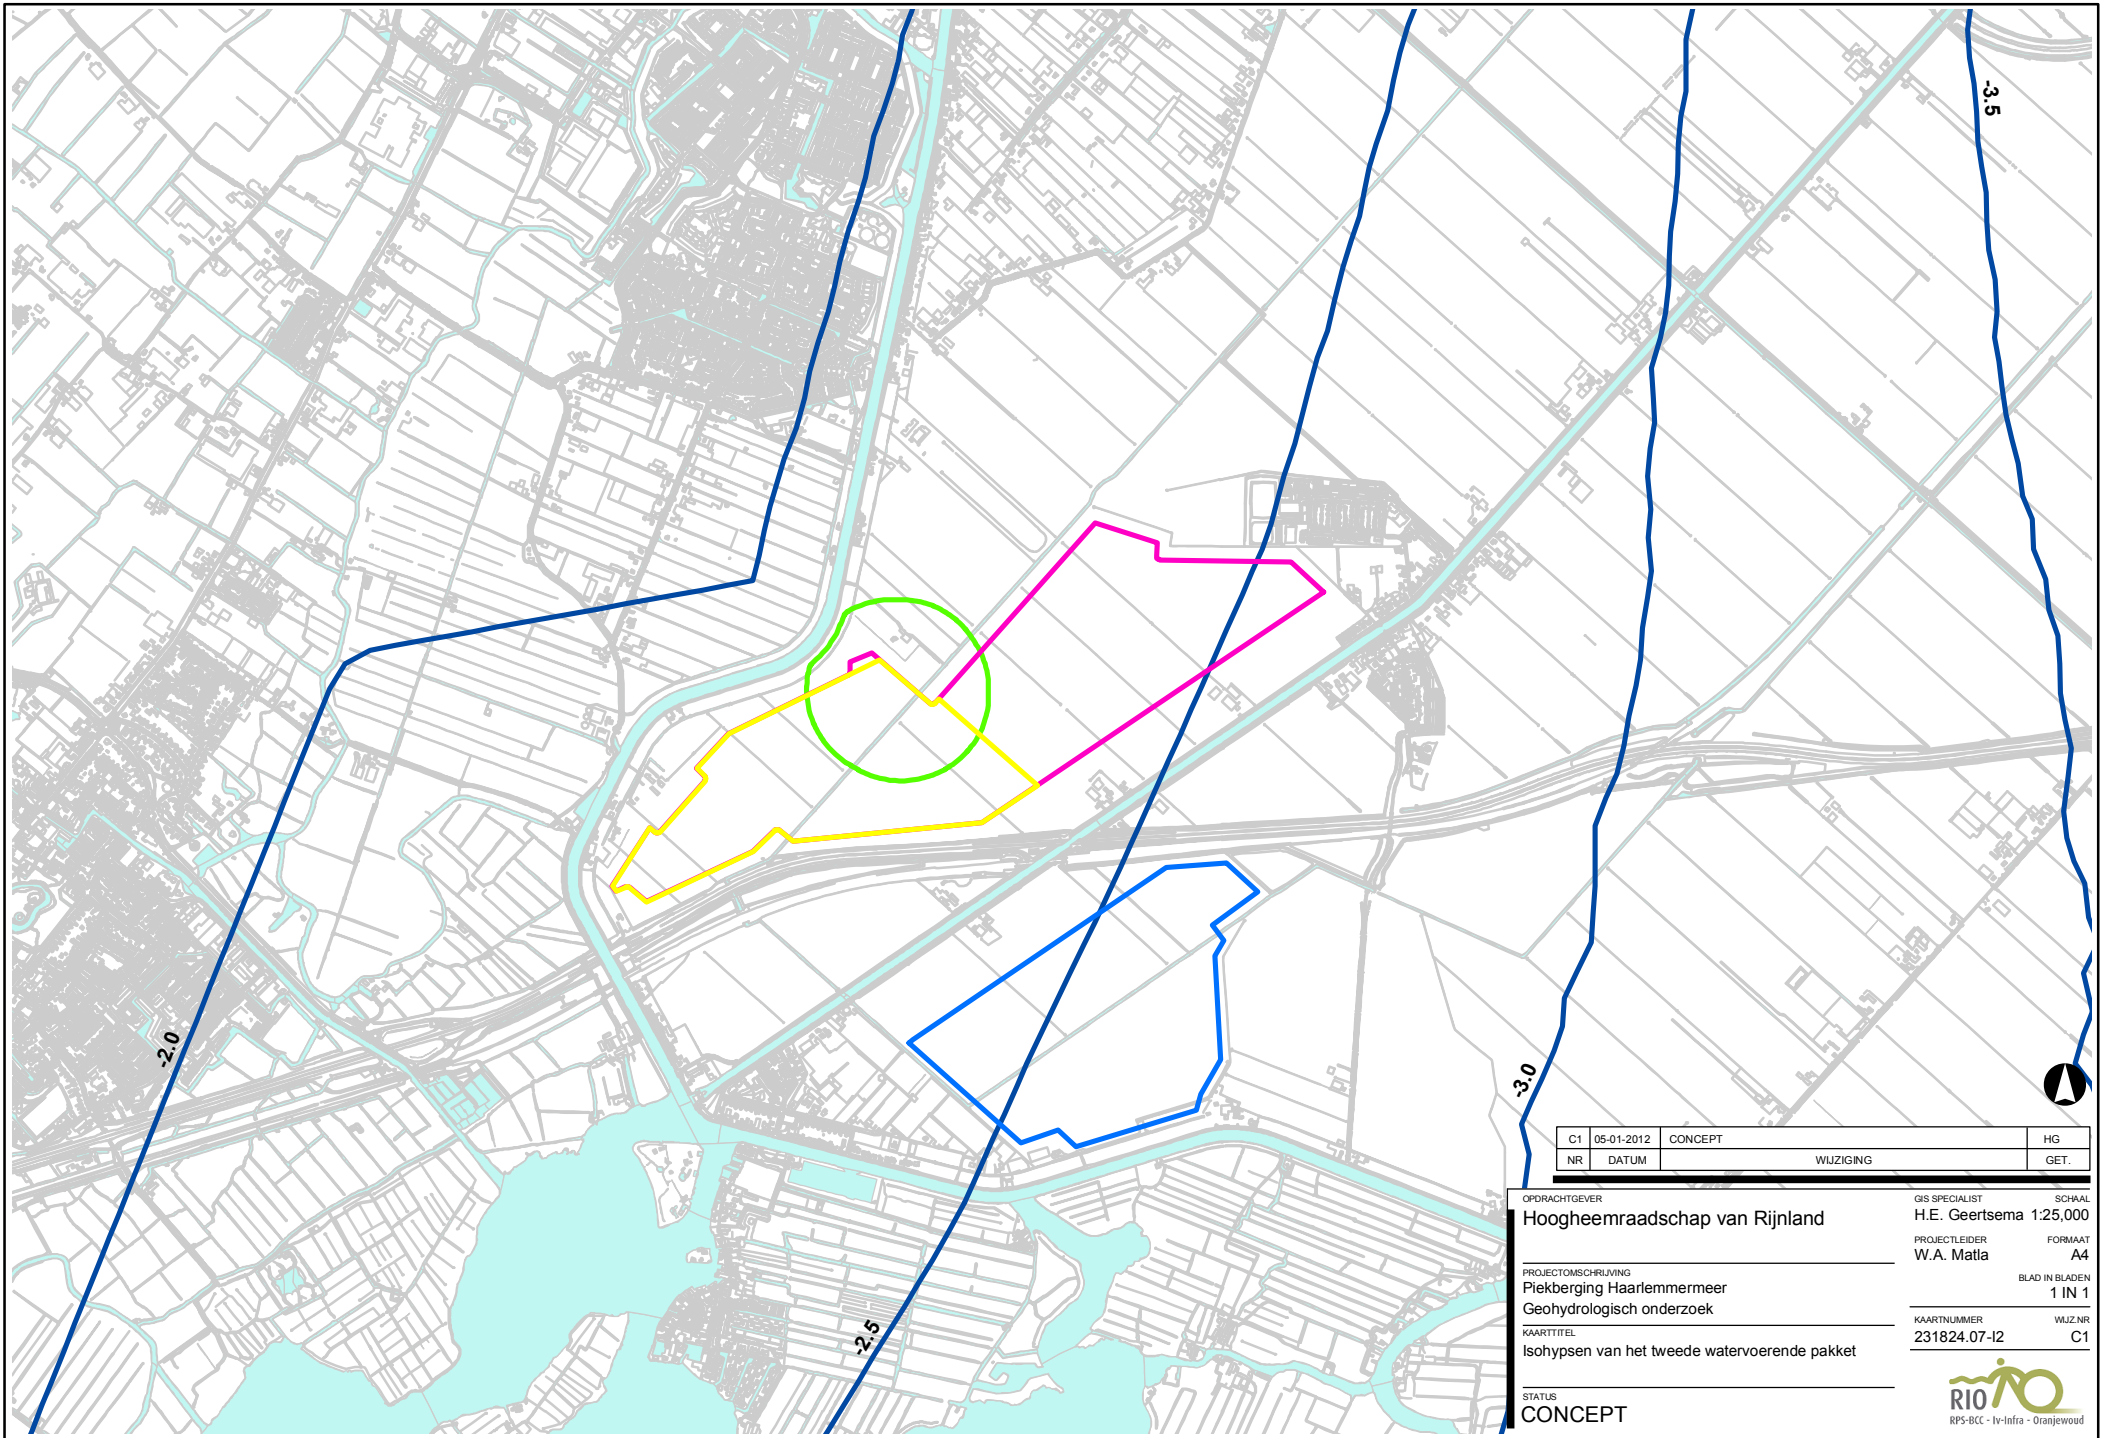 -3.5
-2.0
-3.0
-2.5
C1 05-01-2012 CONCEPT HG
NR DATUM WIJZIGING GET.
OPDRACHTGEVER
Hoogheemraadschap van Rijnland
GIS SPECIALIST SCHAAL
H.E. Geertsema 1:25,000
PROJECTLEIDER FORMAAT
W.A. Matla A4
PROJECTOMSCHRIJVING
Piekberging Haarlemmermeer
Geohydrologisch onderzoek
BLAD IN BLADEN
1 IN 1
KAARTTITEL
Isohypsen van het tweede watervoerende pakket
KAARTNUMMER WIJZ.NR
231824.07-I2 C1
STATUS
CONCEPT
RIO
RPS-BCC - Iv-Infra - Oranjewoud